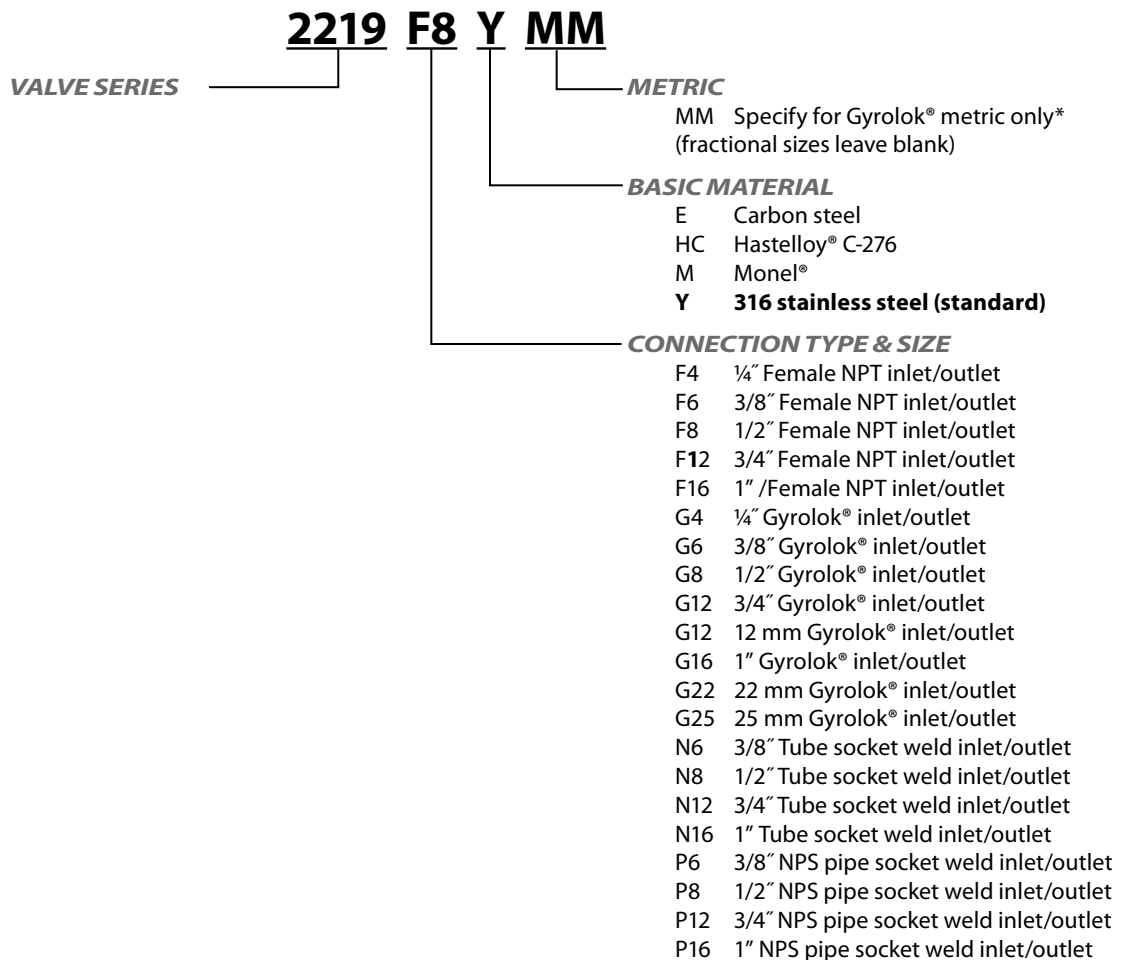 2219 F8 Y MM
VALVE SERIES
METRIC
MM Specify for Gyrolok® metric only*
(fractional sizes leave blank)
BASIC MATERIAL
E Carbon steel
HC Hastelloy® C-276
M Monel®
Y 316 stainless steel (standard)
CONNECTION TYPE & SIZE
F4 ¼˝ Female NPT inlet/outlet
F6 3/8˝ Female NPT inlet/outlet
F8 1/2˝ Female NPT inlet/outlet
F12 3/4˝ Female NPT inlet/outlet
F16 1” /Female NPT inlet/outlet
G4 ¼˝ Gyrolok® inlet/outlet
G6 3/8˝ Gyrolok® inlet/outlet
G8 1/2˝ Gyrolok® inlet/outlet
G12 3/4˝ Gyrolok® inlet/outlet
G12 12 mm Gyrolok® inlet/outlet
G16 1” Gyrolok® inlet/outlet
G22 22 mm Gyrolok® inlet/outlet
G25 25 mm Gyrolok® inlet/outlet
N6 3/8˝ Tube socket weld inlet/outlet
N8 1/2˝ Tube socket weld inlet/outlet
N12 3/4˝ Tube socket weld inlet/outlet
N16 1” Tube socket weld inlet/outlet
P6 3/8˝ NPS pipe socket weld inlet/outlet
P8 1/2˝ NPS pipe socket weld inlet/outlet
P12 3/4˝ NPS pipe socket weld inlet/outlet
P16 1” NPS pipe socket weld inlet/outlet